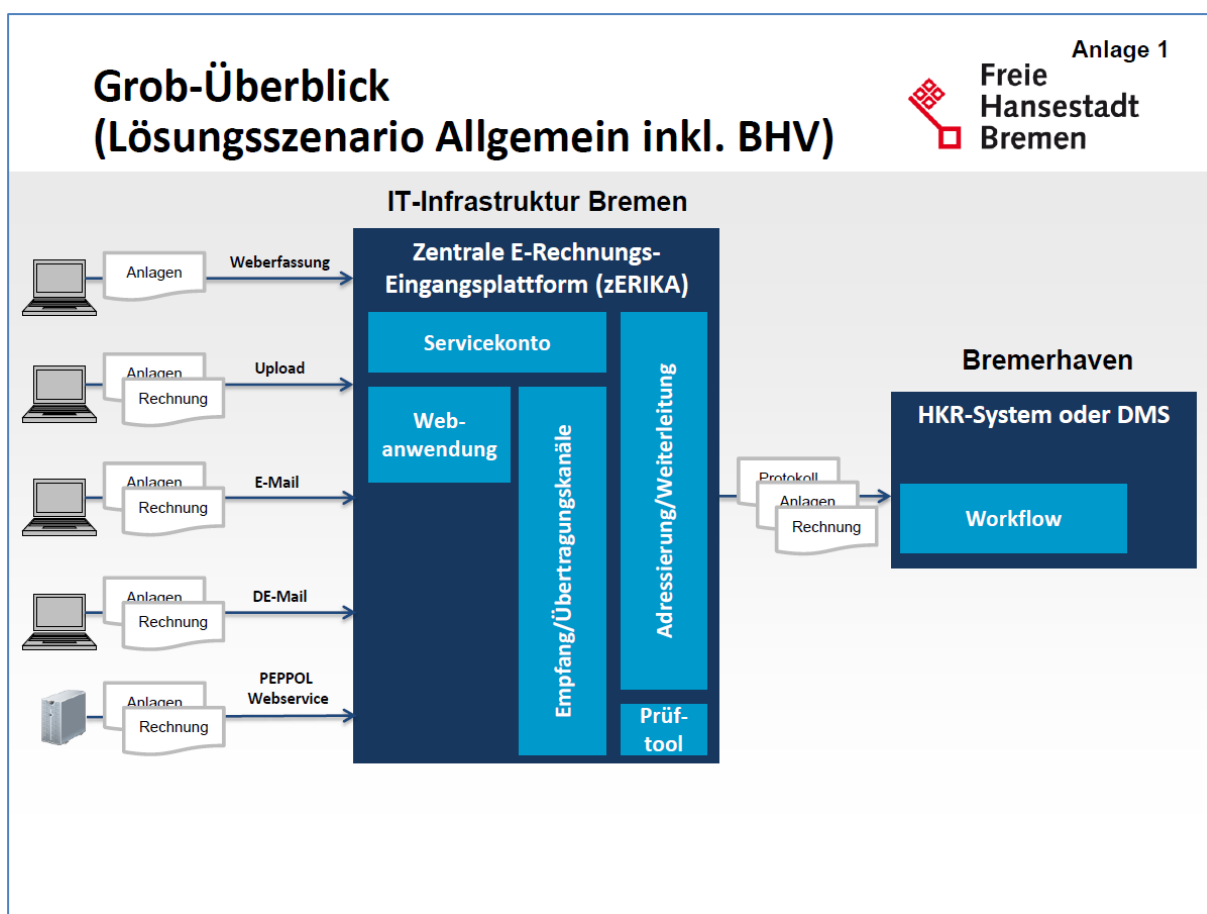 Anlage 1
Grob-Überblick
(Lösungsszenario Allgemein inkl. BHV)
Freie
Hansestadt
Bremen
IT-Infrastruktur Bremen
Zentrale E-Rechnungs-
Eingangsplattform (zERIKA)
Anlagen
Weberfassung
Servicekonto
Anlagen
Rechnung
Upload
Web-
anwendung
Anlagen
Rechnung
E-Mail
Anlagen
Rechnung
DE-Mail
Anlagen
Rechnung
PEPPOL
Webservice
Empfang/Übertragungskanäle
Adressierung/Weiterleitung
Prüf-
tool
Protokoll
Anlagen
Rechnung
Bremerhaven
HKR-System oder DMS
Workflow